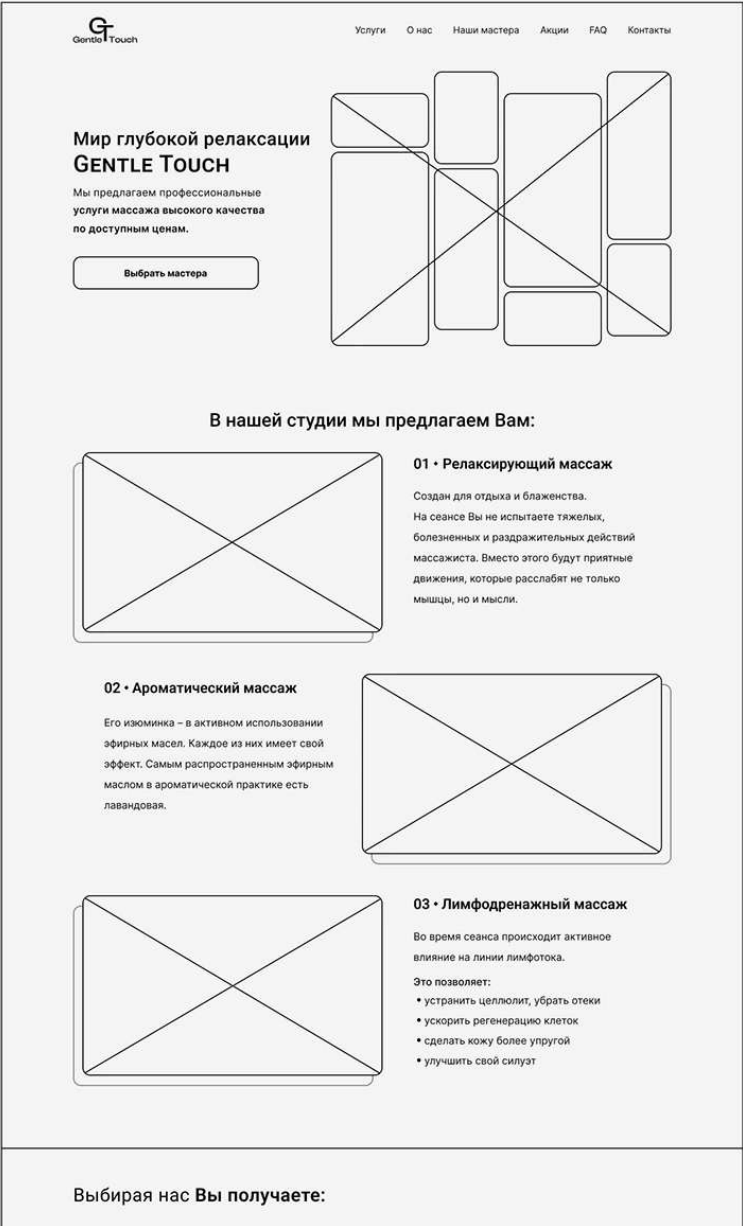 GT
Gentle Touch
Услуги О нас Наши мастера Акции FAQ Контакты
Мир глубокой релаксации
GENTLE TOUCH
Мы предлагаем профессиональные
услуги массажа высокого качества
по доступным ценам.
Выбрать мастера
В нашей студии мы предлагаем Вам:
01 • Релаксирующий массаж
Создан для отдыха и блаженства.
На сеансе Вы не испытаете тяжелых,
болезненных и раздражительных действий
массажиста. Вместо этого будут приятные
движения, которые расслабят не только
мышцы, но и мысли.
02 • Ароматический массаж
Его изюминка – в активном использовании
эфирных масел. Каждое из них имеет свой
эффект. Самым распространенным эфирным
маслом в ароматической практике есть
лавандовая.
03 • Лимфодренажный массаж
Во время сеанса происходит активное
влияние на линии лимфотока.
Это позволяет:
• устранить целлюлит, убрать отеки
• ускорить регенерацию клеток
• сделать кожу более упругой
• улучшить свой силуэт
Выбирая нас Вы получаете: